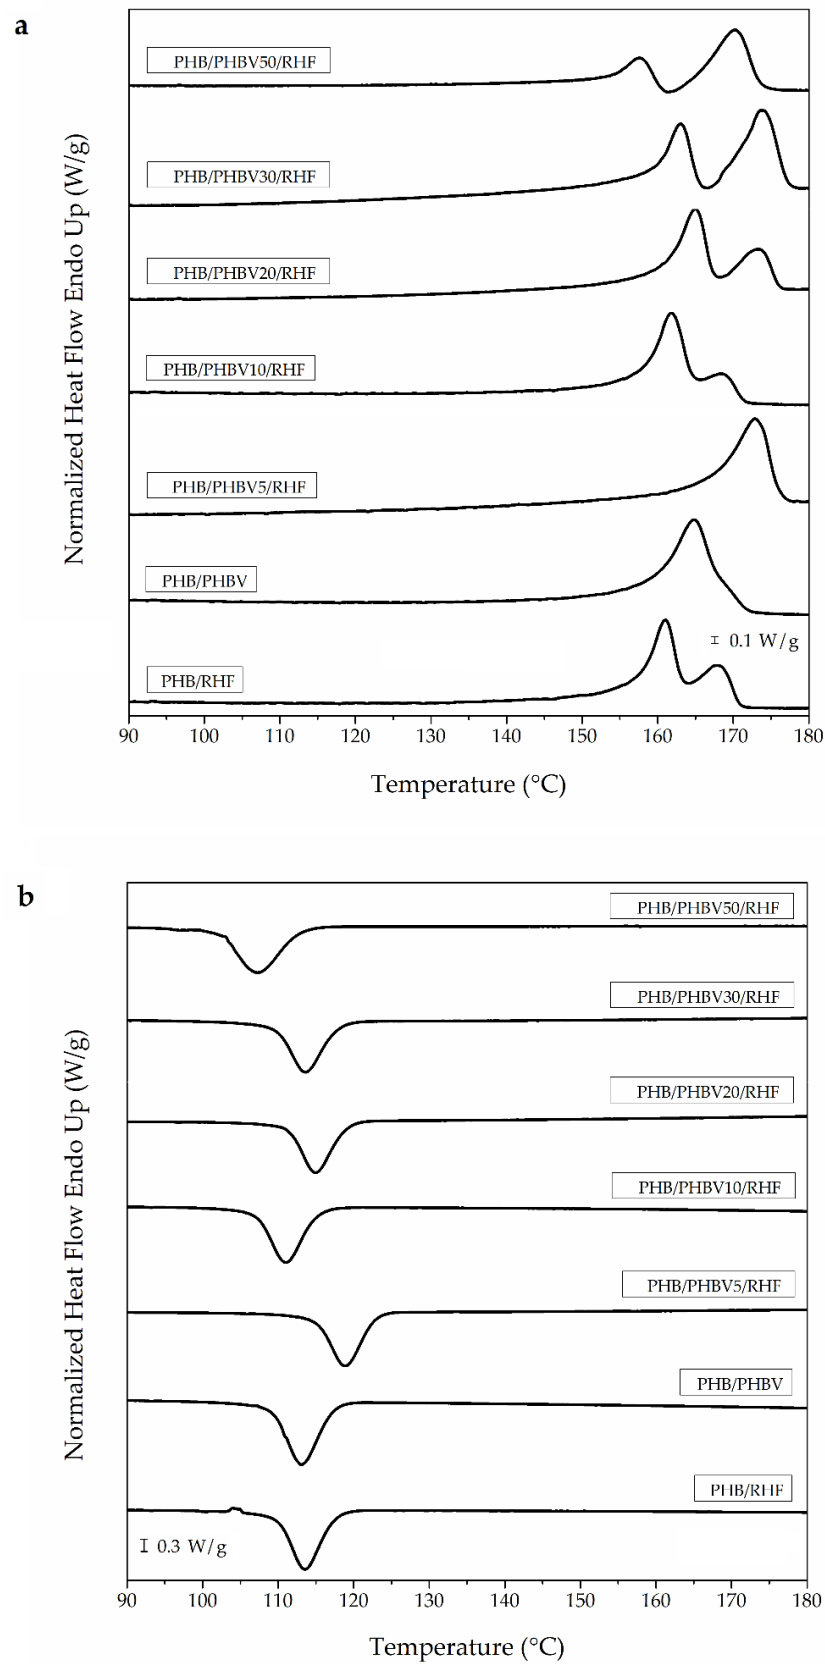 a
Normalized Heat Flow Endo Up (W/g)
PHB/PHBV50/RHF
PHB/PHBV30/RHF
PHB/PHBV20/RHF
PHB/PHBV10/RHF
PHB/PHBV5/RHF
PHB/PHBV
0.1 W/g
PHB/RHF
90 100 110 120 130 140 150 160 170 180
Temperature (°C)
b
Normalized Heat Flow Endo Up (W/g)
PHB/PHBV50/RHF
PHB/PHBV30/RHF
PHB/PHBV20/RHF
PHB/PHBV10/RHF
PHB/PHBV5/RHF
PHB/PHBV
PHB/RHF
0.3 W/g
90 100 110 120 130 140 150 160 170 180
Temperature (°C)